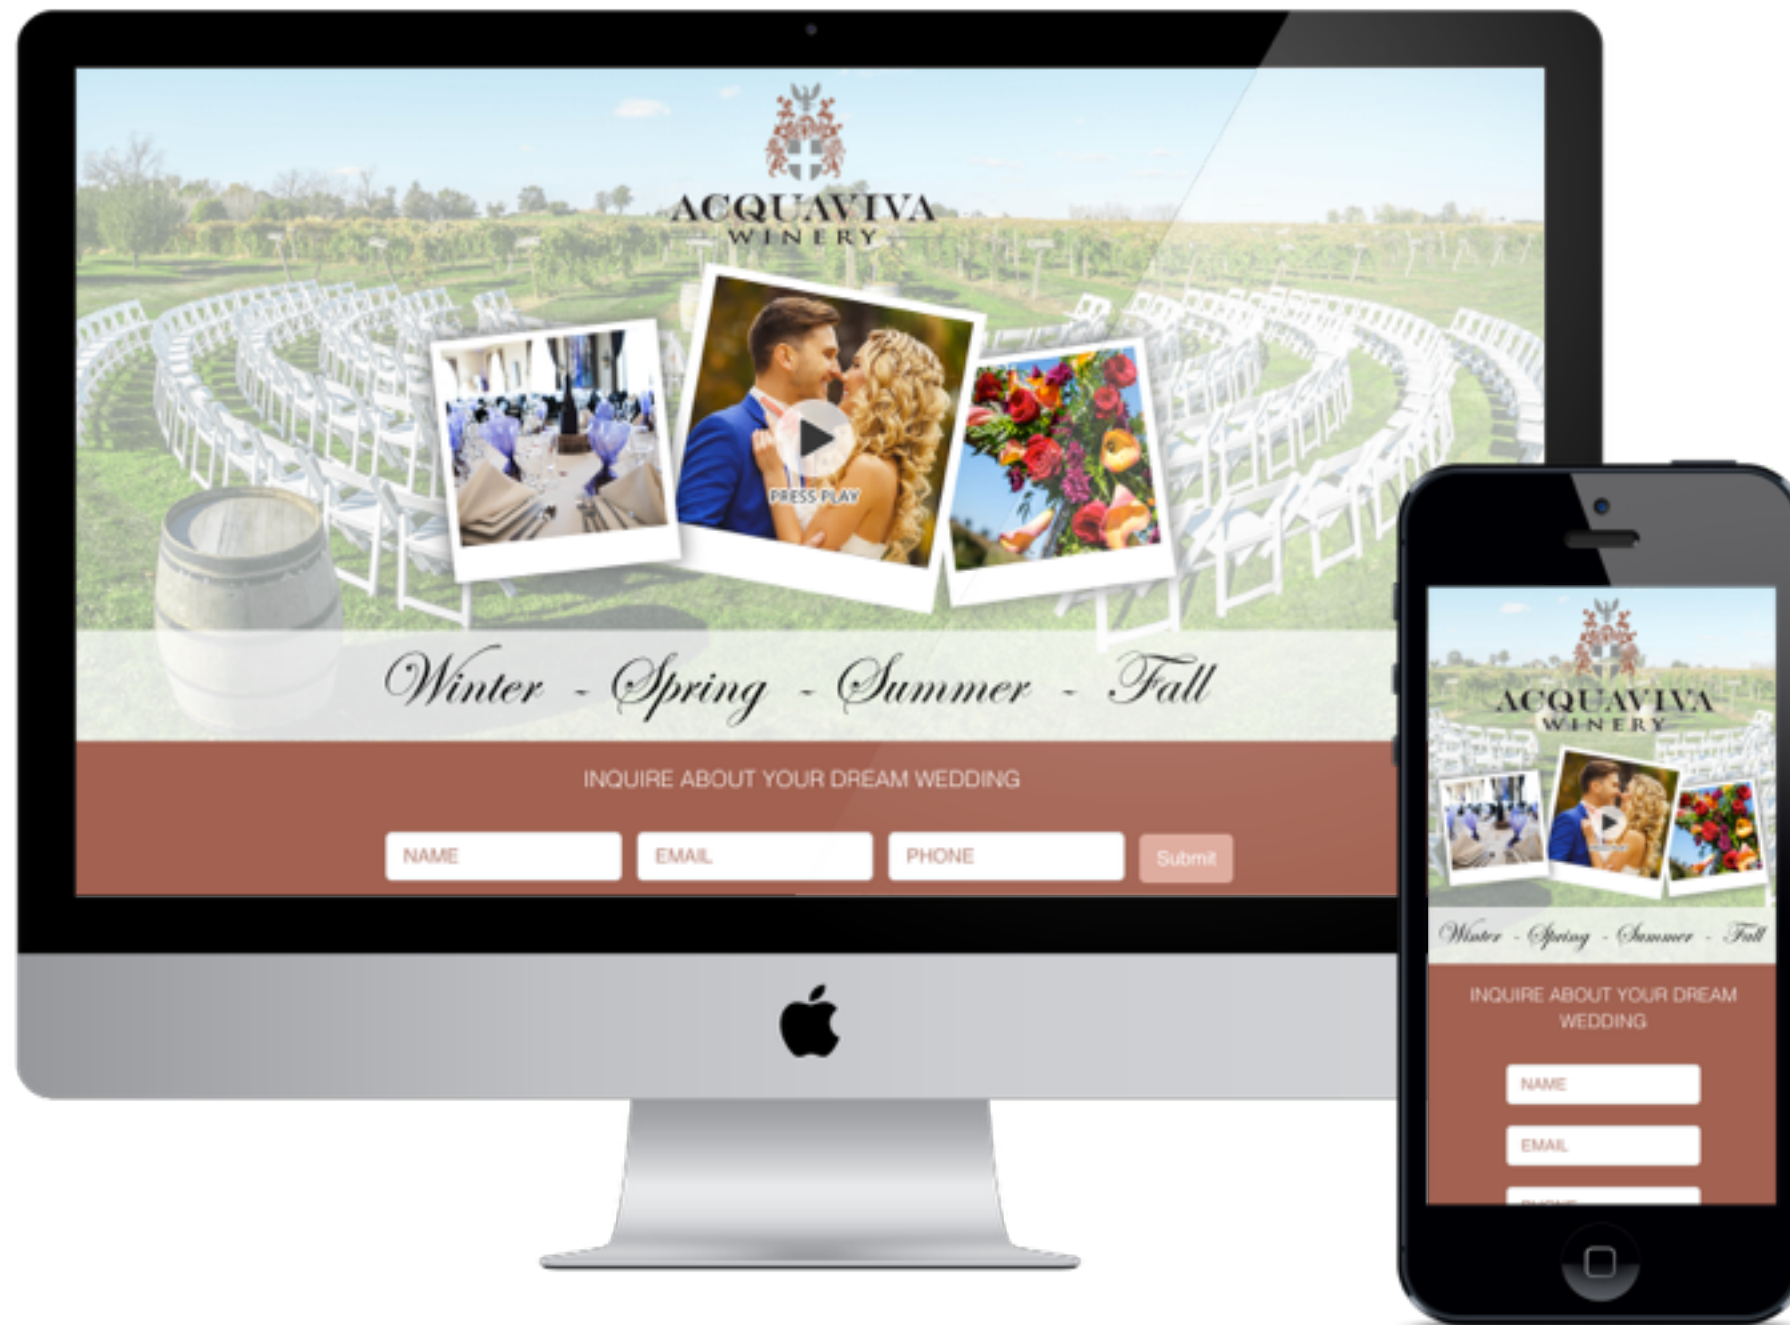 ACQUAVIVA
WINERY
PRESS PLAY
Winter - Spring - Summer - Fall
INQUIRE ABOUT YOUR DREAM WEDDING
NAME EMAIL PHONE Submit
ACQUAVIVA
WINERY
Winter - Spring - Summer - Fall
INQUIRE ABOUT YOUR DREAM
WEDDING
NAME
EMAIL